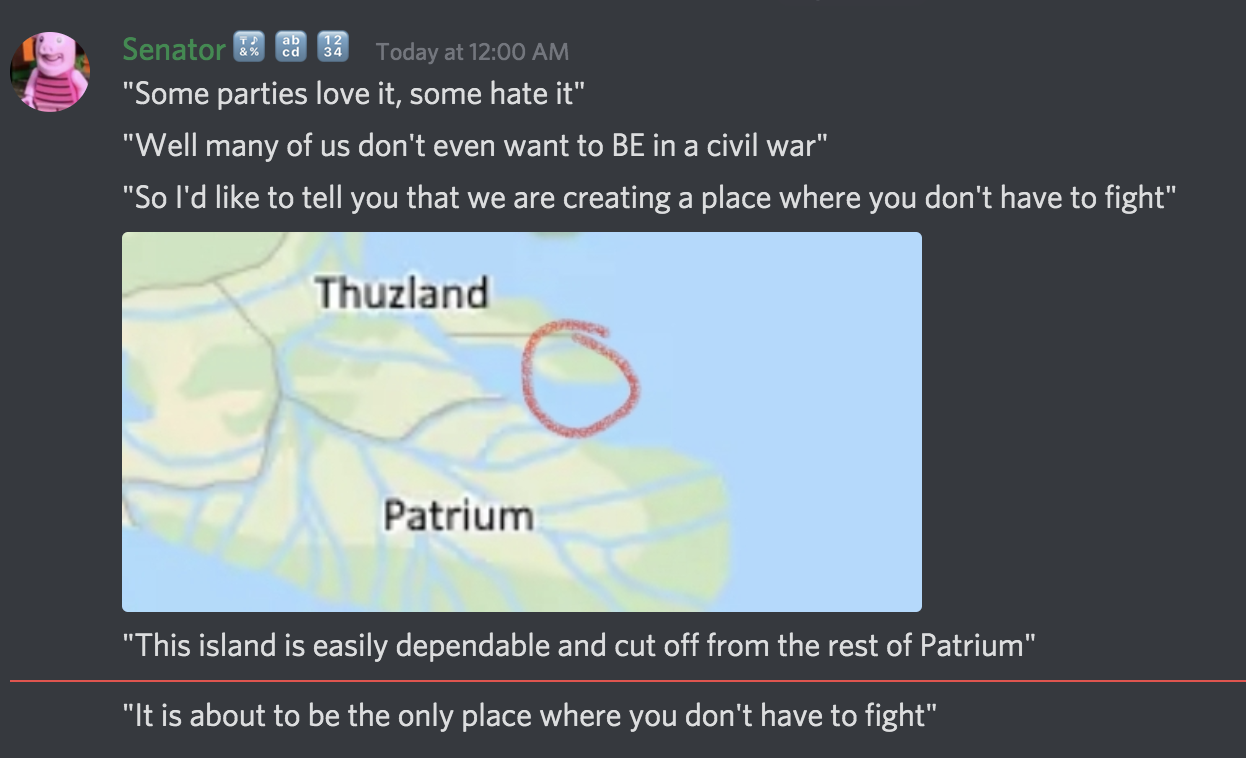 Senator 🔣 🔡 🔢 Today at 12:00 AM
"Some parties love it, some hate it"
"Well many of us don't even want to BE in a civil war"
"So I'd like to tell you that we are creating a place where you don't have to fight"
Thuzland
Patrium
"This island is easily dependable and cut off from the rest of Patrium"
"It is about to be the only place where you don't have to fight"